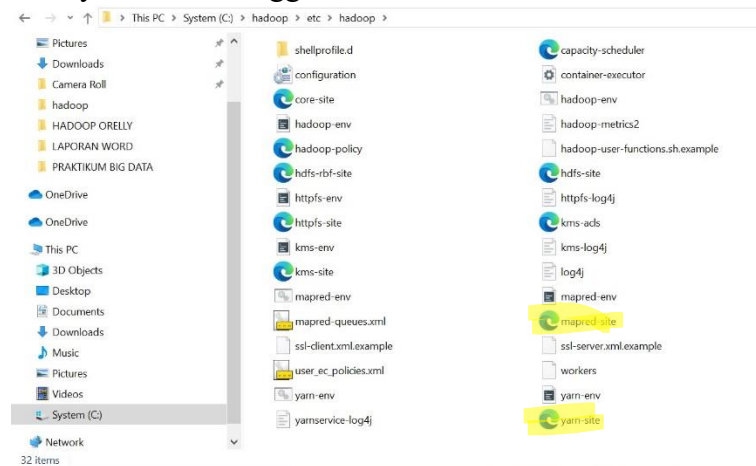 This PC > System (C:) > hadoop > etc > hadoop >
Pictures
Downloads
Camera Roll
hadoop
HADOOP ORELLY
LAPORAN WORD
PRAKTIKUM BIG DATA
OneDrive
OneDrive
This PC
3D Objects
Desktop
Documents
Downloads
Music
Pictures
Videos
System (C:)
Network
32 items
shellprofile.d
configuration
core-site
hadoop-env
hadoop-policy
hdfs-rbf-site
httpfs-env
httpfs-site
kms-env
kms-site
mapred-env
mapred-queues.xml
ssl-client.xml.example
user_ec_policies.xml
yarn-env
yarnservice-log4j
capacity-scheduler
container-executor
hadoop-env
hadoop-metrics2
hadoop-user-functions.sh.example
hdfs-site
httpfs-log4j
kms-acls
kms-log4j
log4j
mapred-env
mapred-site
ssl-server.xml.example
workers
yarn-env
yarn-site